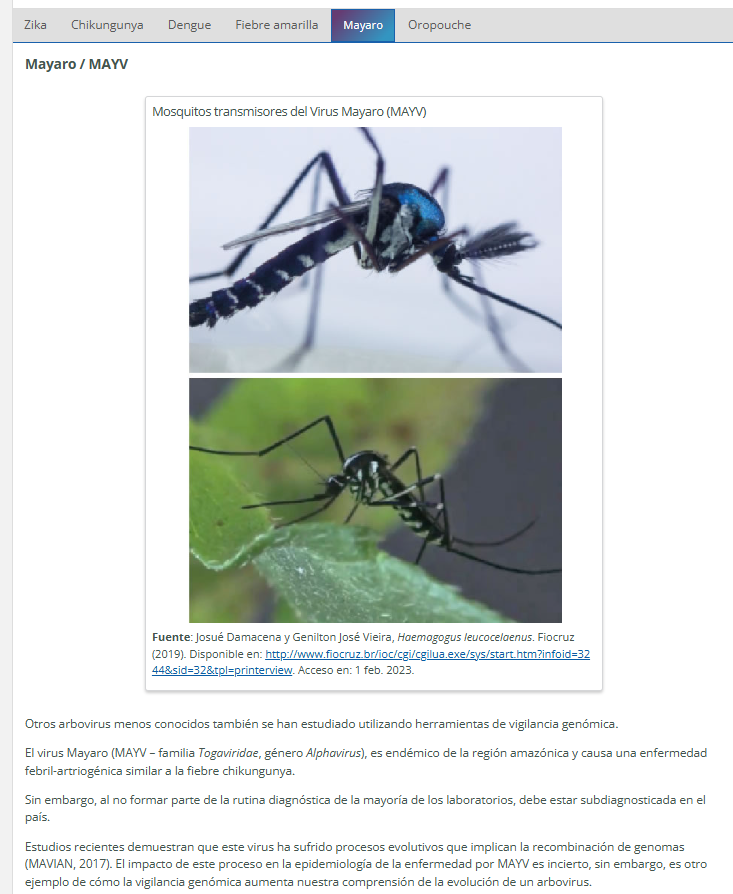 Zika Chikungunya Dengue Fiebre amarilla Mayaro Oropouche
Mayaro / MAYV
Mosquitos transmisores del Virus Mayaro (MAYV)
Fuente: Josué Damacena y Genilton José Vieira, Haemagogus leucocelaenus. Fiocruz
(2019). Disponible en: http://www.fiocruz.br/ioc/cgi/cgilua.exe/sys/start.htm?infoid=32
44&sid=32&tpl=printerview. Acceso en: 1 feb. 2023.
Otros arbovirus menos conocidos también se han estudiado utilizando herramientas de vigilancia genómica.
El virus Mayaro (MAYV – familia Togaviridae, género Alphavirus), es endémico de la región amazónica y causa una enfermedad
febril-artriogénica similar a la fiebre chikungunya.
Sin embargo, al no formar parte de la rutina diagnóstica de la mayoría de los laboratorios, debe estar subdiagnosticada en el
país.
Estudios recientes demuestran que este virus ha sufrido procesos evolutivos que implican la recombinación de genomas
(MAVIAN, 2017). El impacto de este proceso en la epidemiología de la enfermedad por MAYV es incierto, sin embargo, es otro
ejemplo de cómo la vigilancia genómica aumenta nuestra comprensión de la evolución de un arbovirus.